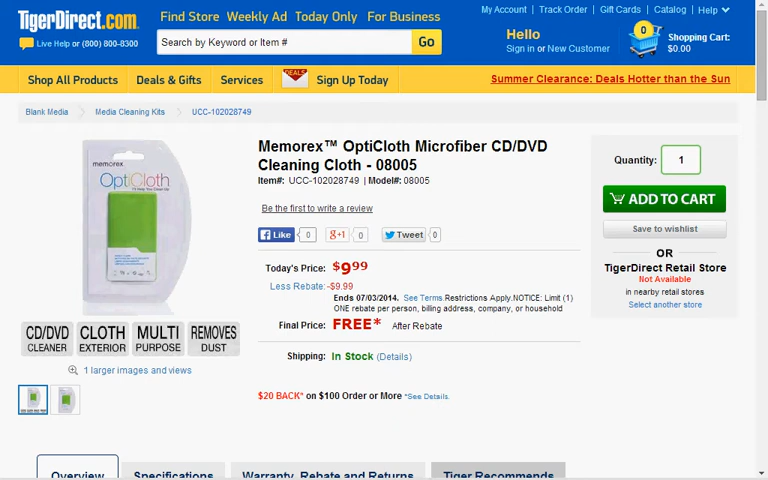 TigerDirect.com
Live Help or (800) 800-8300
Find Store Weekly Ad Today Only For Business
Search by Keyword or Item #
Go
My Account | Track Order | Gift Cards | Catalog | Help
Hello
Sign in or New Customer
0
Shopping Cart:
$0.00
Shop All Products
Deals & Gifts
Services
DEALS
Sign Up Today
Summer Clearance: Deals Hotter than the Sun
Blank Media
Media Cleaning Kits
UCC-102028749
memorex
OptiCloth
CD/DVD CLEANER
CLOTH EXTERIOR
MULTI PURPOSE
REMOVES DUST
1 larger images and views
Memorex™ OptiCloth Microfiber CD/DVD
Cleaning Cloth - 08005
Item#: UCC-102028749 | Model#: 08005
Be the first to write a review
Like 0
g+1 0
Tweet 0
Today's Price: $9.99
Less Rebate: -$9.99
Ends 07/03/2014. See Terms.Restrictions Apply.NOTICE: Limit (1)
ONE rebate per person, billing address, company, or household
Final Price: FREE* After Rebate
Shipping: In Stock (Details)
$20 BACK* on $100 Order or More *See Details.
Quantity: 1
ADD TO CART
Save to wishlist
OR
TigerDirect Retail Store
Not Available
in nearby retail stores
Select another store
Overview
Specifications
Warranty, Rebate and Returns
Tiger Recommends